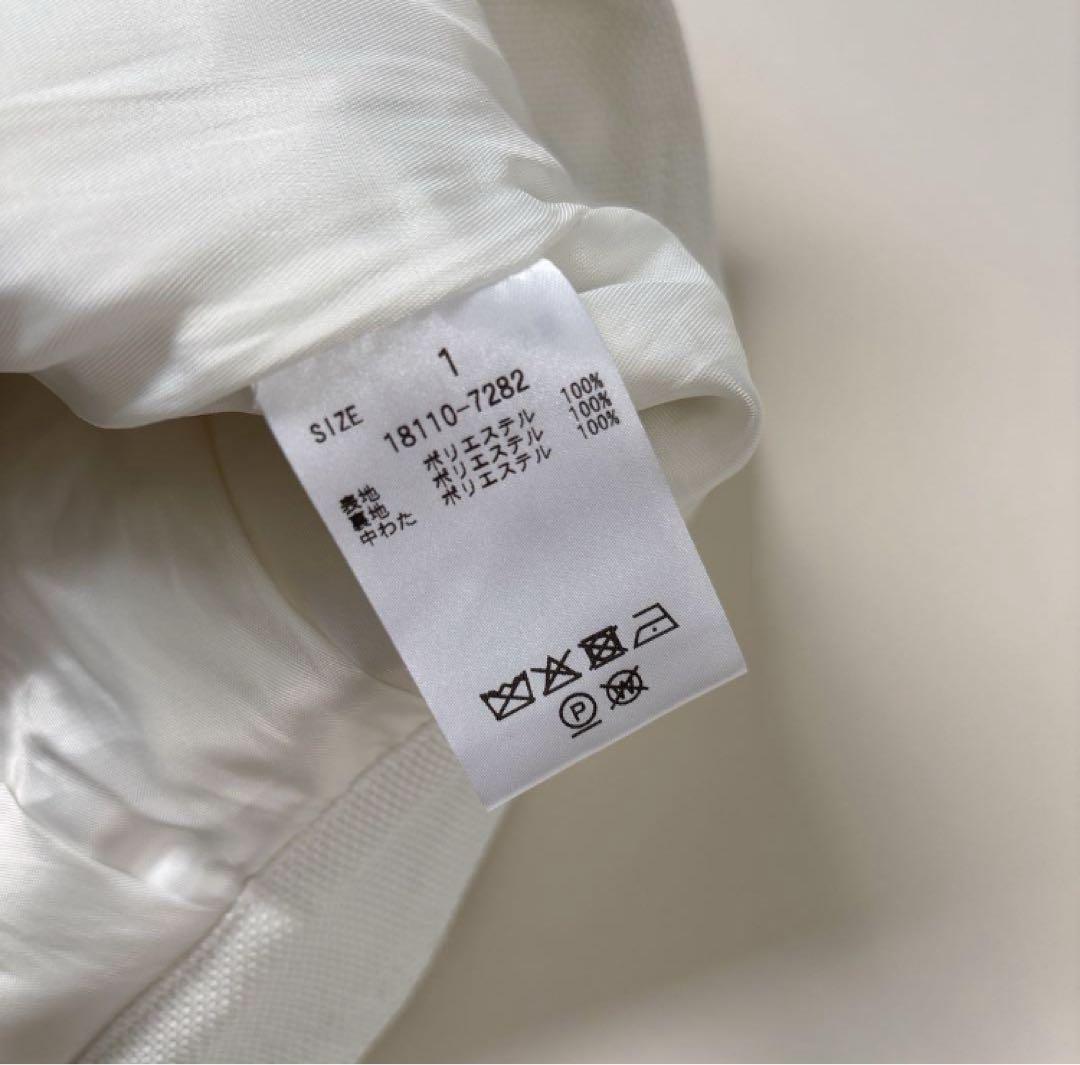 SIZE 1
18110-7282
表地 ポリエステル 100%
裏地 ポリエステル 100%
中わた ポリエステル 100%
P W